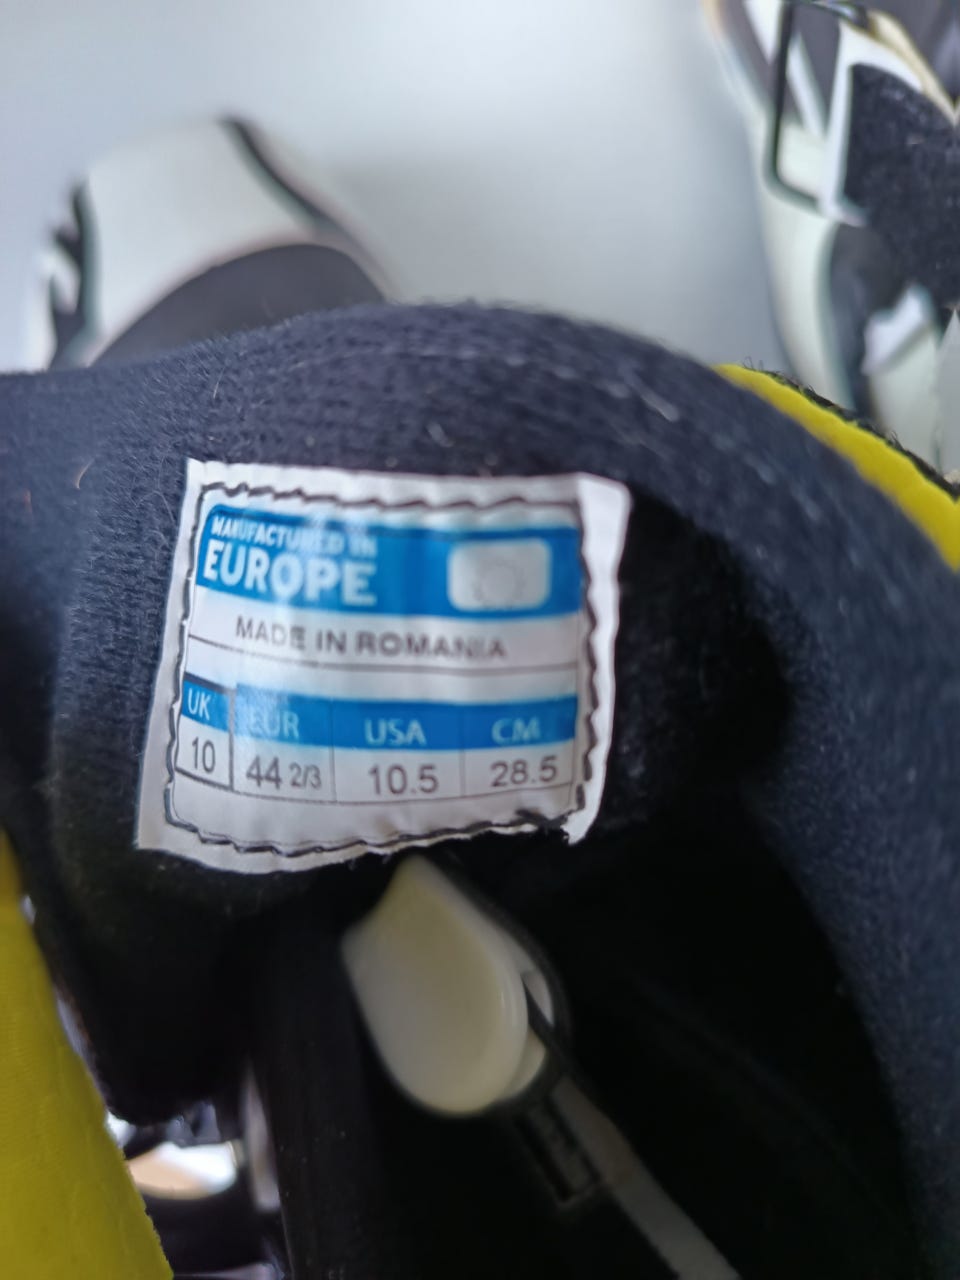 MANUFACTURED IN
EUROPE
MADE IN ROMANIA
UK EUR USA CM
10 44 2/3 10.5 28.5